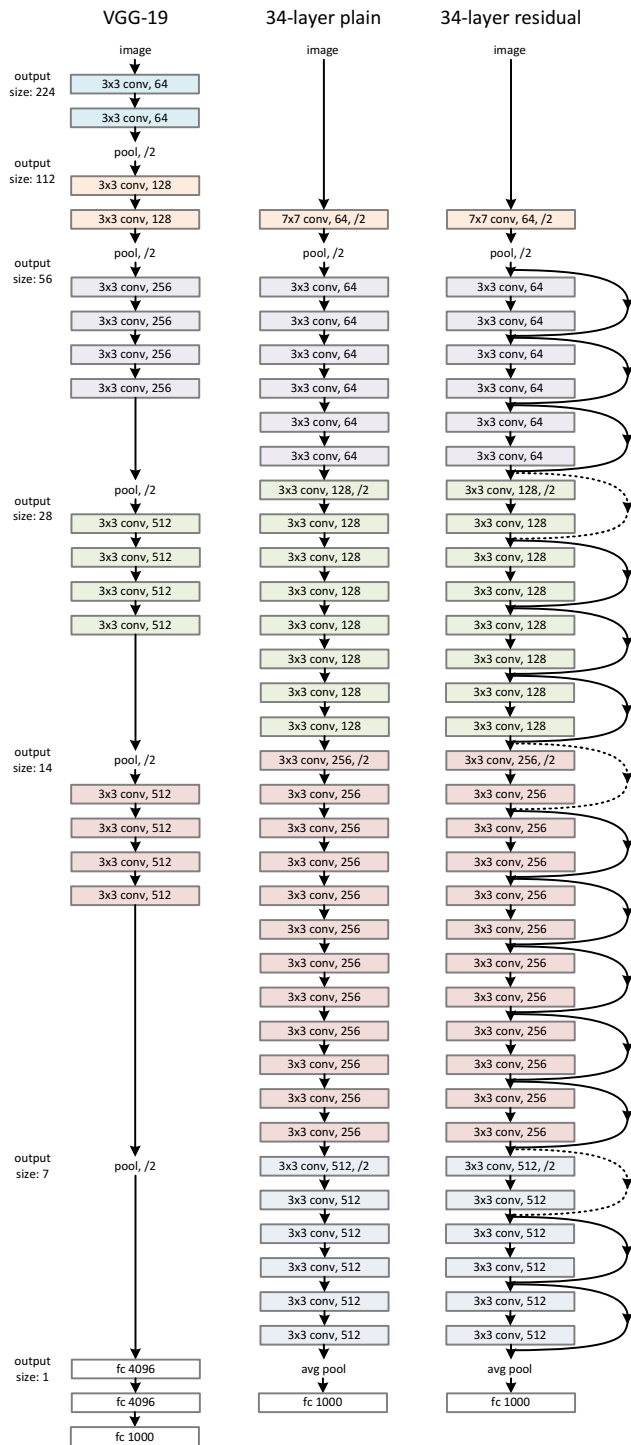 VGG-19 34-layer plain 34-layer residual
image image image
output
size: 224
3x3 conv, 64
3x3 conv, 64
pool, /2
output
size: 112
3x3 conv, 128
3x3 conv, 128 7x7 conv, 64, /2 7x7 conv, 64, /2
pool, /2 pool, /2 pool, /2
output
size: 56
3x3 conv, 256 3x3 conv, 64 3x3 conv, 64
3x3 conv, 256 3x3 conv, 64 3x3 conv, 64
3x3 conv, 256 3x3 conv, 64 3x3 conv, 64
3x3 conv, 256 3x3 conv, 64 3x3 conv, 64
3x3 conv, 64 3x3 conv, 64
3x3 conv, 64 3x3 conv, 64
pool, /2 3x3 conv, 128, /2 3x3 conv, 128, /2
output
size: 28
3x3 conv, 512 3x3 conv, 128 3x3 conv, 128
3x3 conv, 512 3x3 conv, 128 3x3 conv, 128
3x3 conv, 512 3x3 conv, 128 3x3 conv, 128
3x3 conv, 512 3x3 conv, 128 3x3 conv, 128
3x3 conv, 128 3x3 conv, 128
3x3 conv, 128 3x3 conv, 128
3x3 conv, 128 3x3 conv, 128
output
size: 14
pool, /2 3x3 conv, 256, /2 3x3 conv, 256, /2
3x3 conv, 512 3x3 conv, 256 3x3 conv, 256
3x3 conv, 512 3x3 conv, 256 3x3 conv, 256
3x3 conv, 512 3x3 conv, 256 3x3 conv, 256
3x3 conv, 512 3x3 conv, 256 3x3 conv, 256
3x3 conv, 256 3x3 conv, 256
3x3 conv, 256 3x3 conv, 256
3x3 conv, 256 3x3 conv, 256
3x3 conv, 256 3x3 conv, 256
3x3 conv, 256 3x3 conv, 256
3x3 conv, 256 3x3 conv, 256
3x3 conv, 256 3x3 conv, 256
output
size: 7
pool, /2 3x3 conv, 512, /2 3x3 conv, 512, /2
3x3 conv, 512 3x3 conv, 512
3x3 conv, 512 3x3 conv, 512
3x3 conv, 512 3x3 conv, 512
3x3 conv, 512 3x3 conv, 512
3x3 conv, 512 3x3 conv, 512
output
size: 1
fc 4096 avg pool avg pool
fc 4096 fc 1000 fc 1000
fc 1000